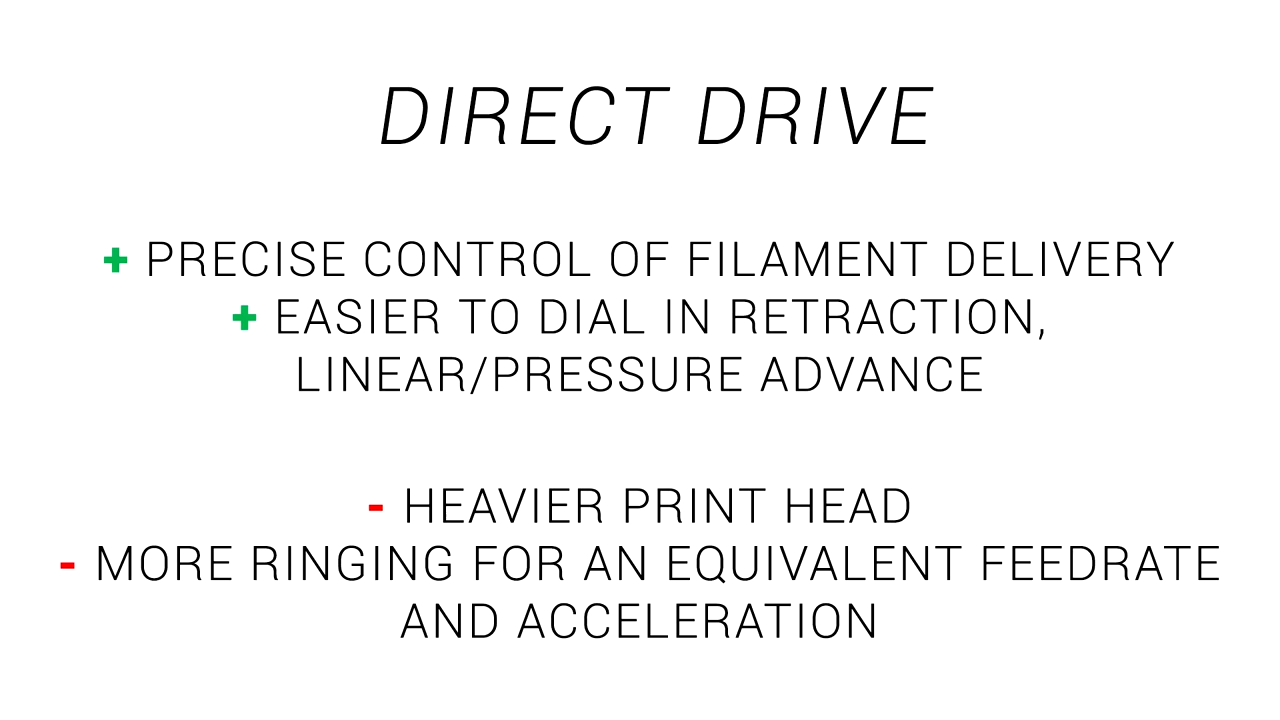 DIRECT DRIVE
+ PRECISE CONTROL OF FILAMENT DELIVERY
+ EASIER TO DIAL IN RETRACTION,
LINEAR/PRESSURE ADVANCE
- HEAVIER PRINT HEAD
- MORE RINGING FOR AN EQUIVALENT FEEDRATE
AND ACCELERATION